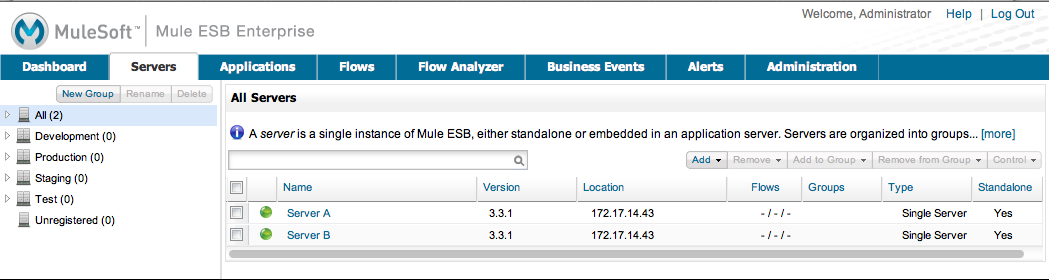 Welcome, Administrator Help | Log Out
MuleSoft™ | Mule ESB Enterprise
Dashboard Servers Applications Flows Flow Analyzer Business Events Alerts Administration
New Group Rename Delete
All (2)
Development (0)
Production (0)
Staging (0)
Test (0)
Unregistered (0)
All Servers
A server is a single instance of Mule ESB, either standalone or embedded in an application server. Servers are organized into groups... [more]
Add Remove Add to Group Remove from Group Control
Name Version Location Flows Groups Type Standalone
Server A 3.3.1 172.17.14.43 - / - / - Single Server Yes
Server B 3.3.1 172.17.14.43 - / - / - Single Server Yes